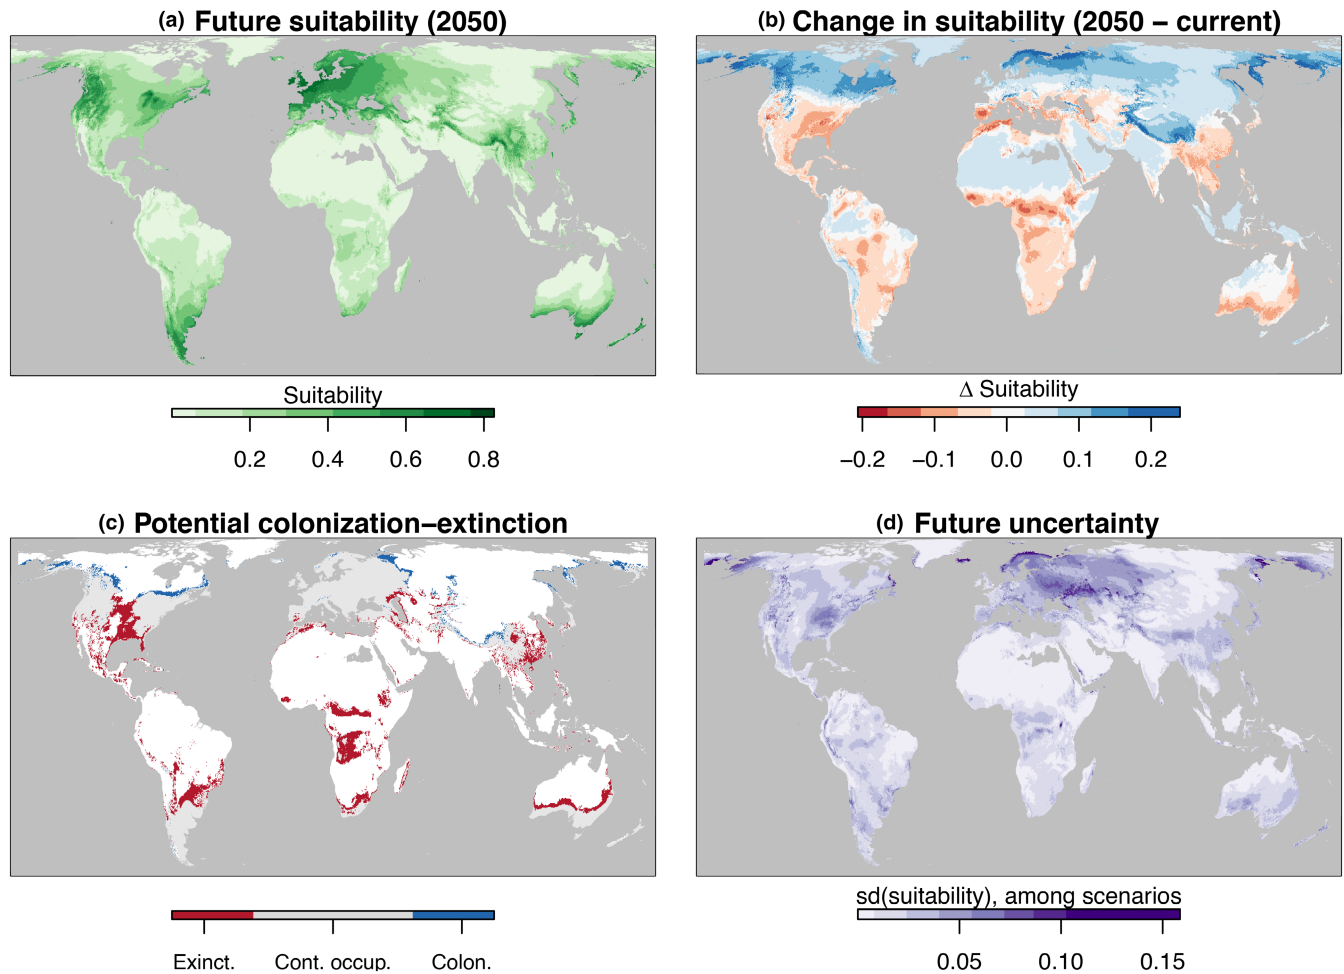 (a) Future suitability (2050)
(b) Change in suitability (2050 − current)
Suitability
0.2 0.4 0.6 0.8
Δ Suitability
−0.2 −0.1 0.0 0.1 0.2
(c) Potential colonization−extinction
(d) Future uncertainty
Exinct. Cont. occup. Colon.
sd(suitability), among scenarios
0.05 0.10 0.15